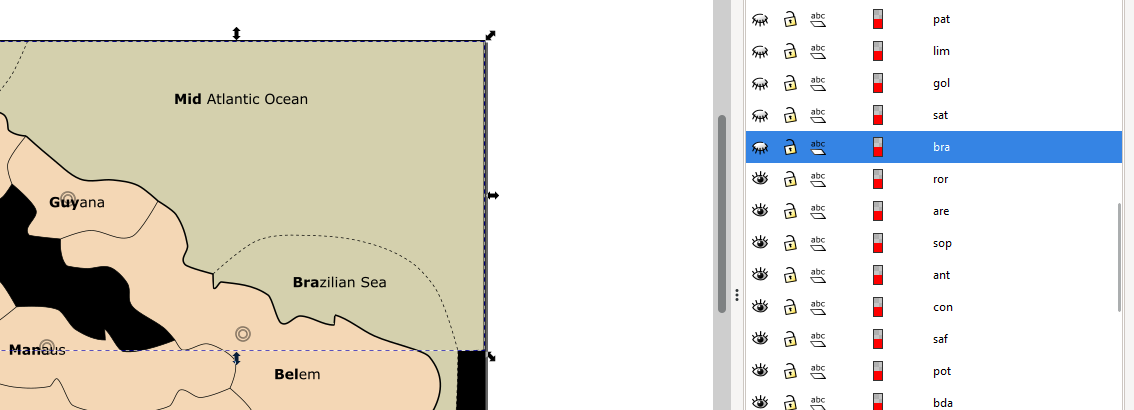 Mid Atlantic Ocean
Guyana
Brazilian Sea
Manaus
Belem
abc pat
abc lim
abc gol
abc sat
abc bra
abc ror
abc are
abc sop
abc ant
abc con
abc saf
abc pot
abc bda